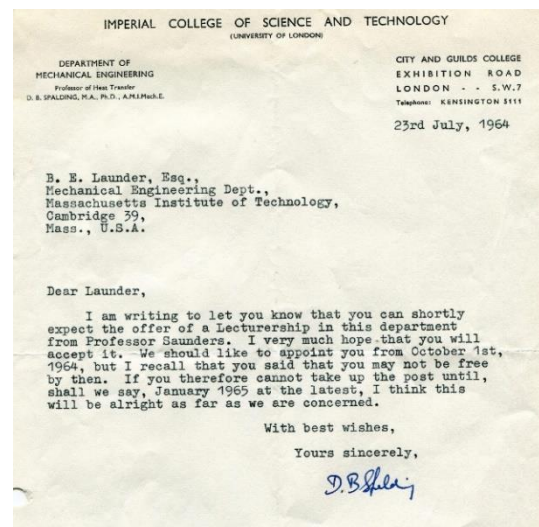 IMPERIAL COLLEGE OF SCIENCE AND TECHNOLOGY
(UNIVERSITY OF LONDON)
DEPARTMENT OF
MECHANICAL ENGINEERING
Professor of Heat Transfer
D. B. SPALDING, M.A., Ph.D., A.M.I.Mech.E.
CITY AND GUILDS COLLEGE
EXHIBITION ROAD
LONDON - - S.W.7
Telephone: KENSINGTON 5111
23rd July, 1964
B. E. Launder, Esq.,
Mechanical Engineering Dept.,
Massachusetts Institute of Technology,
Cambridge 39,
Mass., U.S.A.
Dear Launder,
I am writing to let you know that you can shortly
expect the offer of a Lecturership in this department
from Professor Saunders. I very much hope that you will
accept it. We should like to appoint you from October 1st,
1964, but I recall that you said that you may not be free
by then. If you therefore cannot take up the post until,
shall we say, January 1965 at the latest, I think this
will be alright as far as we are concerned.
With best wishes,
Yours sincerely,
D. B Spalding